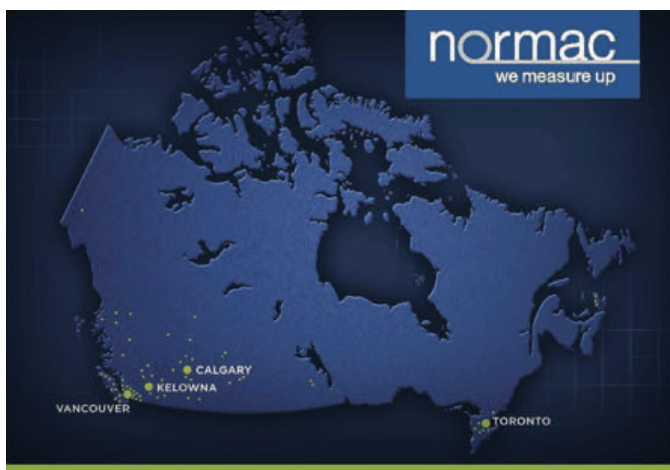 normac
we measure up
CALGARY
KELOWNA
VANCOUVER
TORONTO